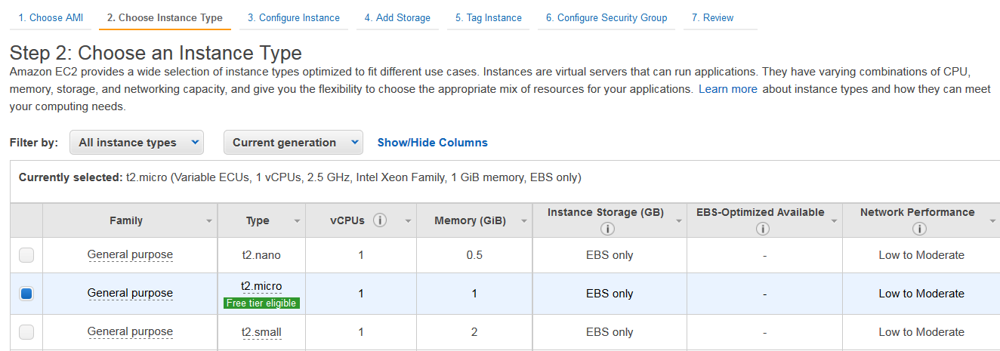 1. Choose AMI 2. Choose Instance Type 3. Configure Instance 4. Add Storage 5. Tag Instance 6. Configure Security Group 7. Review
Step 2: Choose an Instance Type
Amazon EC2 provides a wide selection of instance types optimized to fit different use cases. Instances are virtual servers that can run applications. They have varying combinations of CPU,
memory, storage, and networking capacity, and give you the flexibility to choose the appropriate mix of resources for your applications. Learn more about instance types and how they can meet
your computing needs.
Filter by: All instance types Current generation Show/Hide Columns
Currently selected: t2.micro (Variable ECUs, 1 vCPUs, 2.5 GHz, Intel Xeon Family, 1 GiB memory, EBS only)
Family Type vCPUs i Memory (GiB) Instance Storage (GB) i EBS-Optimized Available i Network Performance i
General purpose t2.nano 1 0.5 EBS only - Low to Moderate
General purpose t2.micro 1 1 EBS only - Low to Moderate
Free tier eligible
General purpose t2.small 1 2 EBS only - Low to Moderate